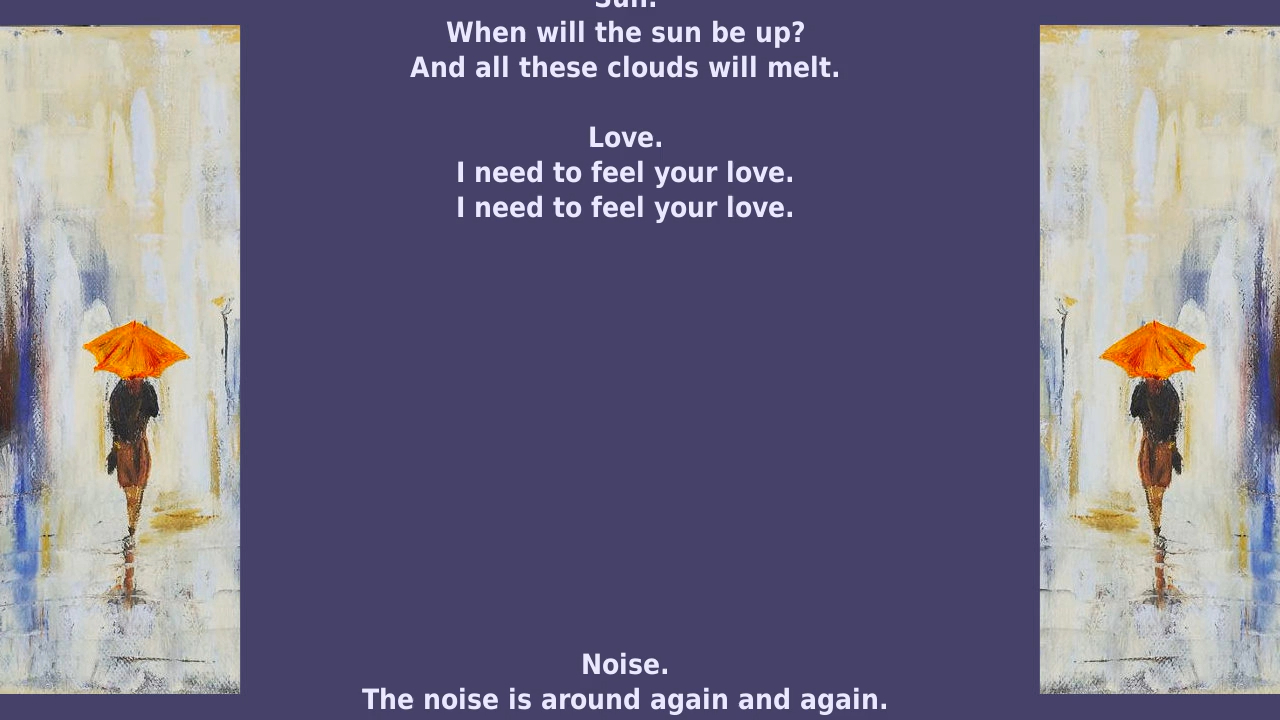 Sun.
When will the sun be up?
And all these clouds will melt.
Love.
I need to feel your love.
I need to feel your love.
Noise.
The noise is around again and again.